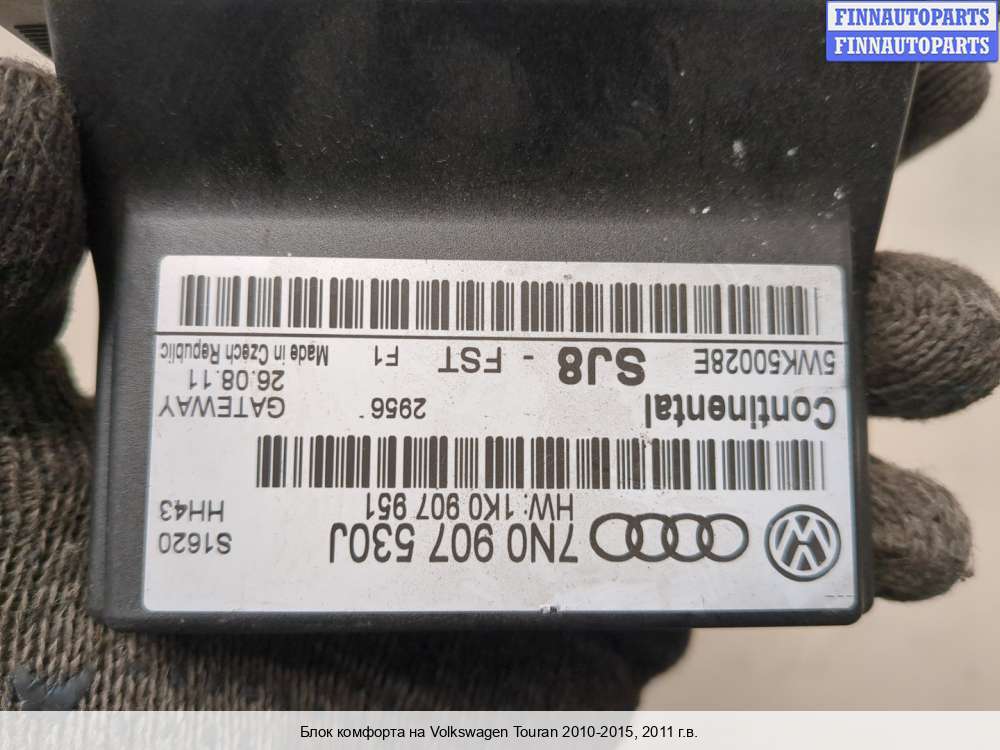 FINNAUTOPARTS
FINNAUTOPARTS
7N0 907 530J
S1620
HW: 1K0 907 951
HH43
Continental
2956
GATEWAY
26.08.11
5WK50028E
SJ8 - FST F1
Made in Czech Republic
Блок комфорта на Volkswagen Touran 2010-2015, 2011 г.в.